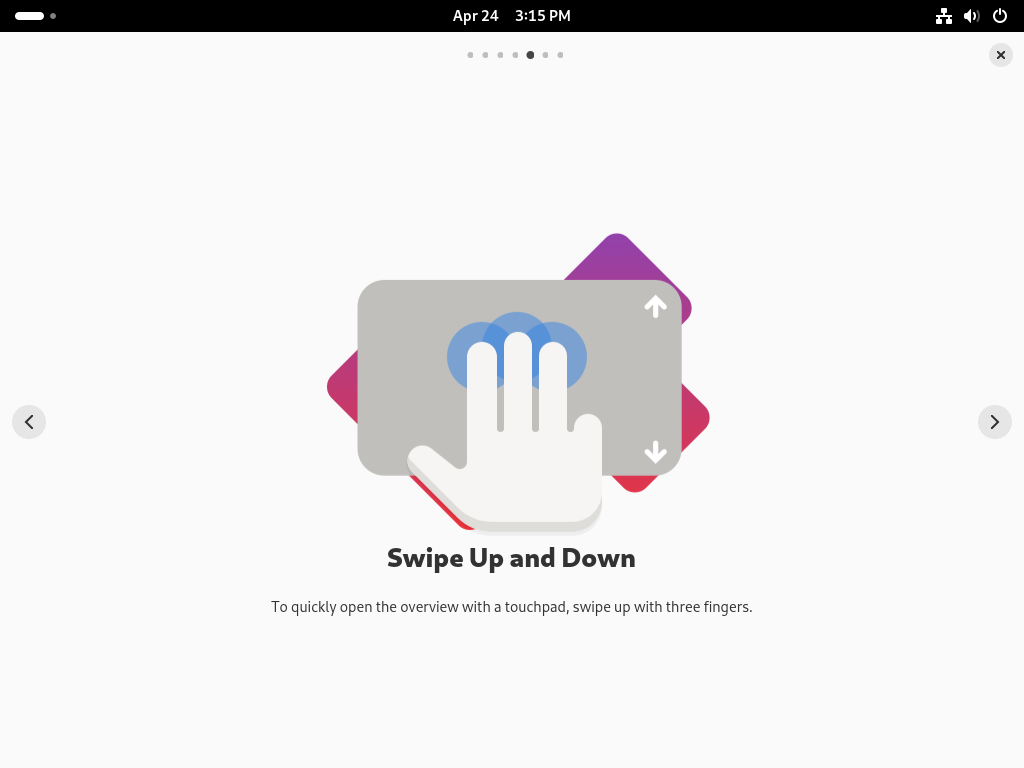 Apr 24 3:15 PM
Swipe Up and Down
To quickly open the overview with a touchpad, swipe up with three fingers.